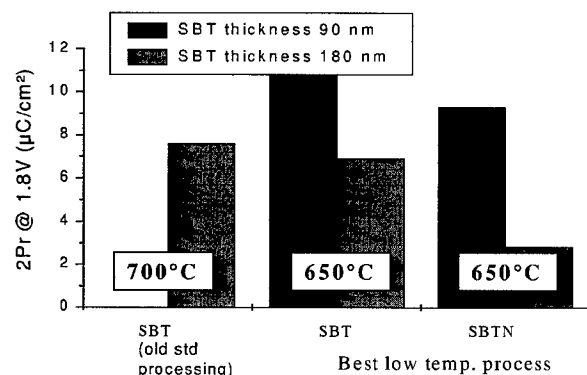 SBT thickness 90 nm
SBT thickness 180 nm
2Pr @ 1.8V (µC/cm²)
12
10
8
6
4
2
0
700°C 650°C 650°C
SBT SBT SBTN
(old std
processing)
Best low temp. process